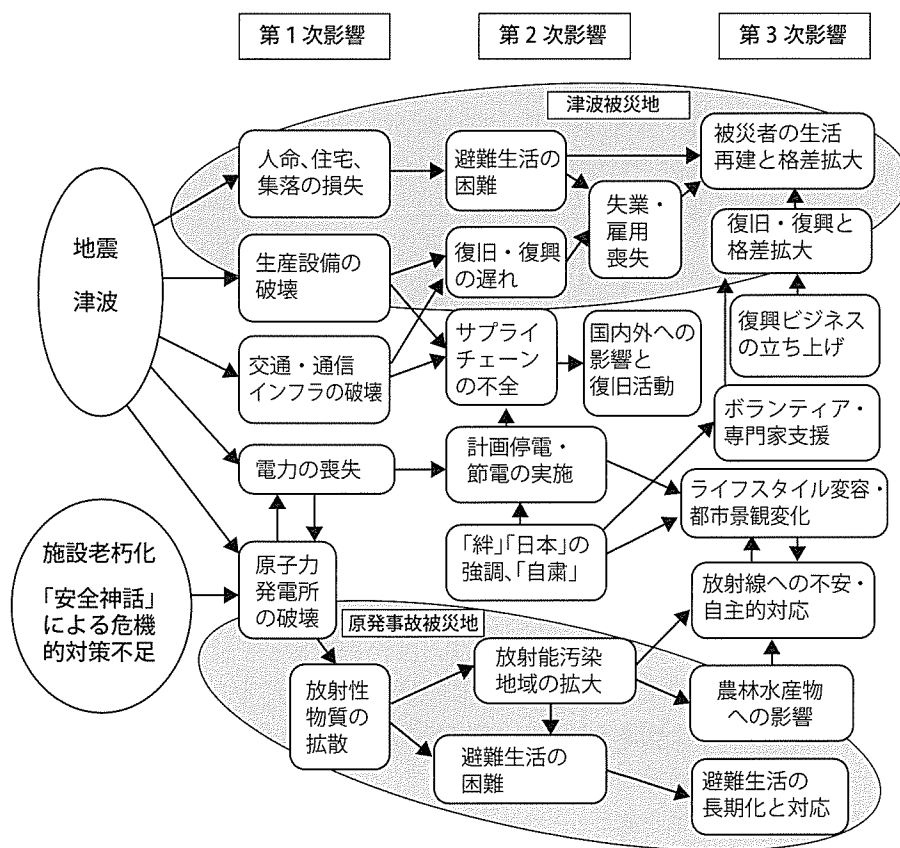 第1次影響
第2次影響
第3次影響
津波被災地
人命、住宅、
集落の損失
避難生活の
困難
被災者の生活
再建と格差拡大
失業・
雇用
喪失
地震
津波
生産設備の
破壊
復旧・復興
の遅れ
復旧・復興と
格差拡大
サプライ
チェーン
の不全
国内外への
影響と
復旧活動
復興ビジネス
の立ち上げ
交通・通信
インフラの破壊
ボランティア・
専門家支援
電力の喪失
計画停電・
節電の実施
ライフスタイル変容・
都市景観変化
「絆」「日本」の
強調、「自粛」
施設老朽化
「安全神話」
による危機
的対策不足
原子力
発電所
の破壊
放射線への不安・
自主的対応
原発事故被災地
放射性
物質の
拡散
放射能汚染
地域の拡大
農林水産物
への影響
避難生活の
困難
避難生活の
長期化と対応